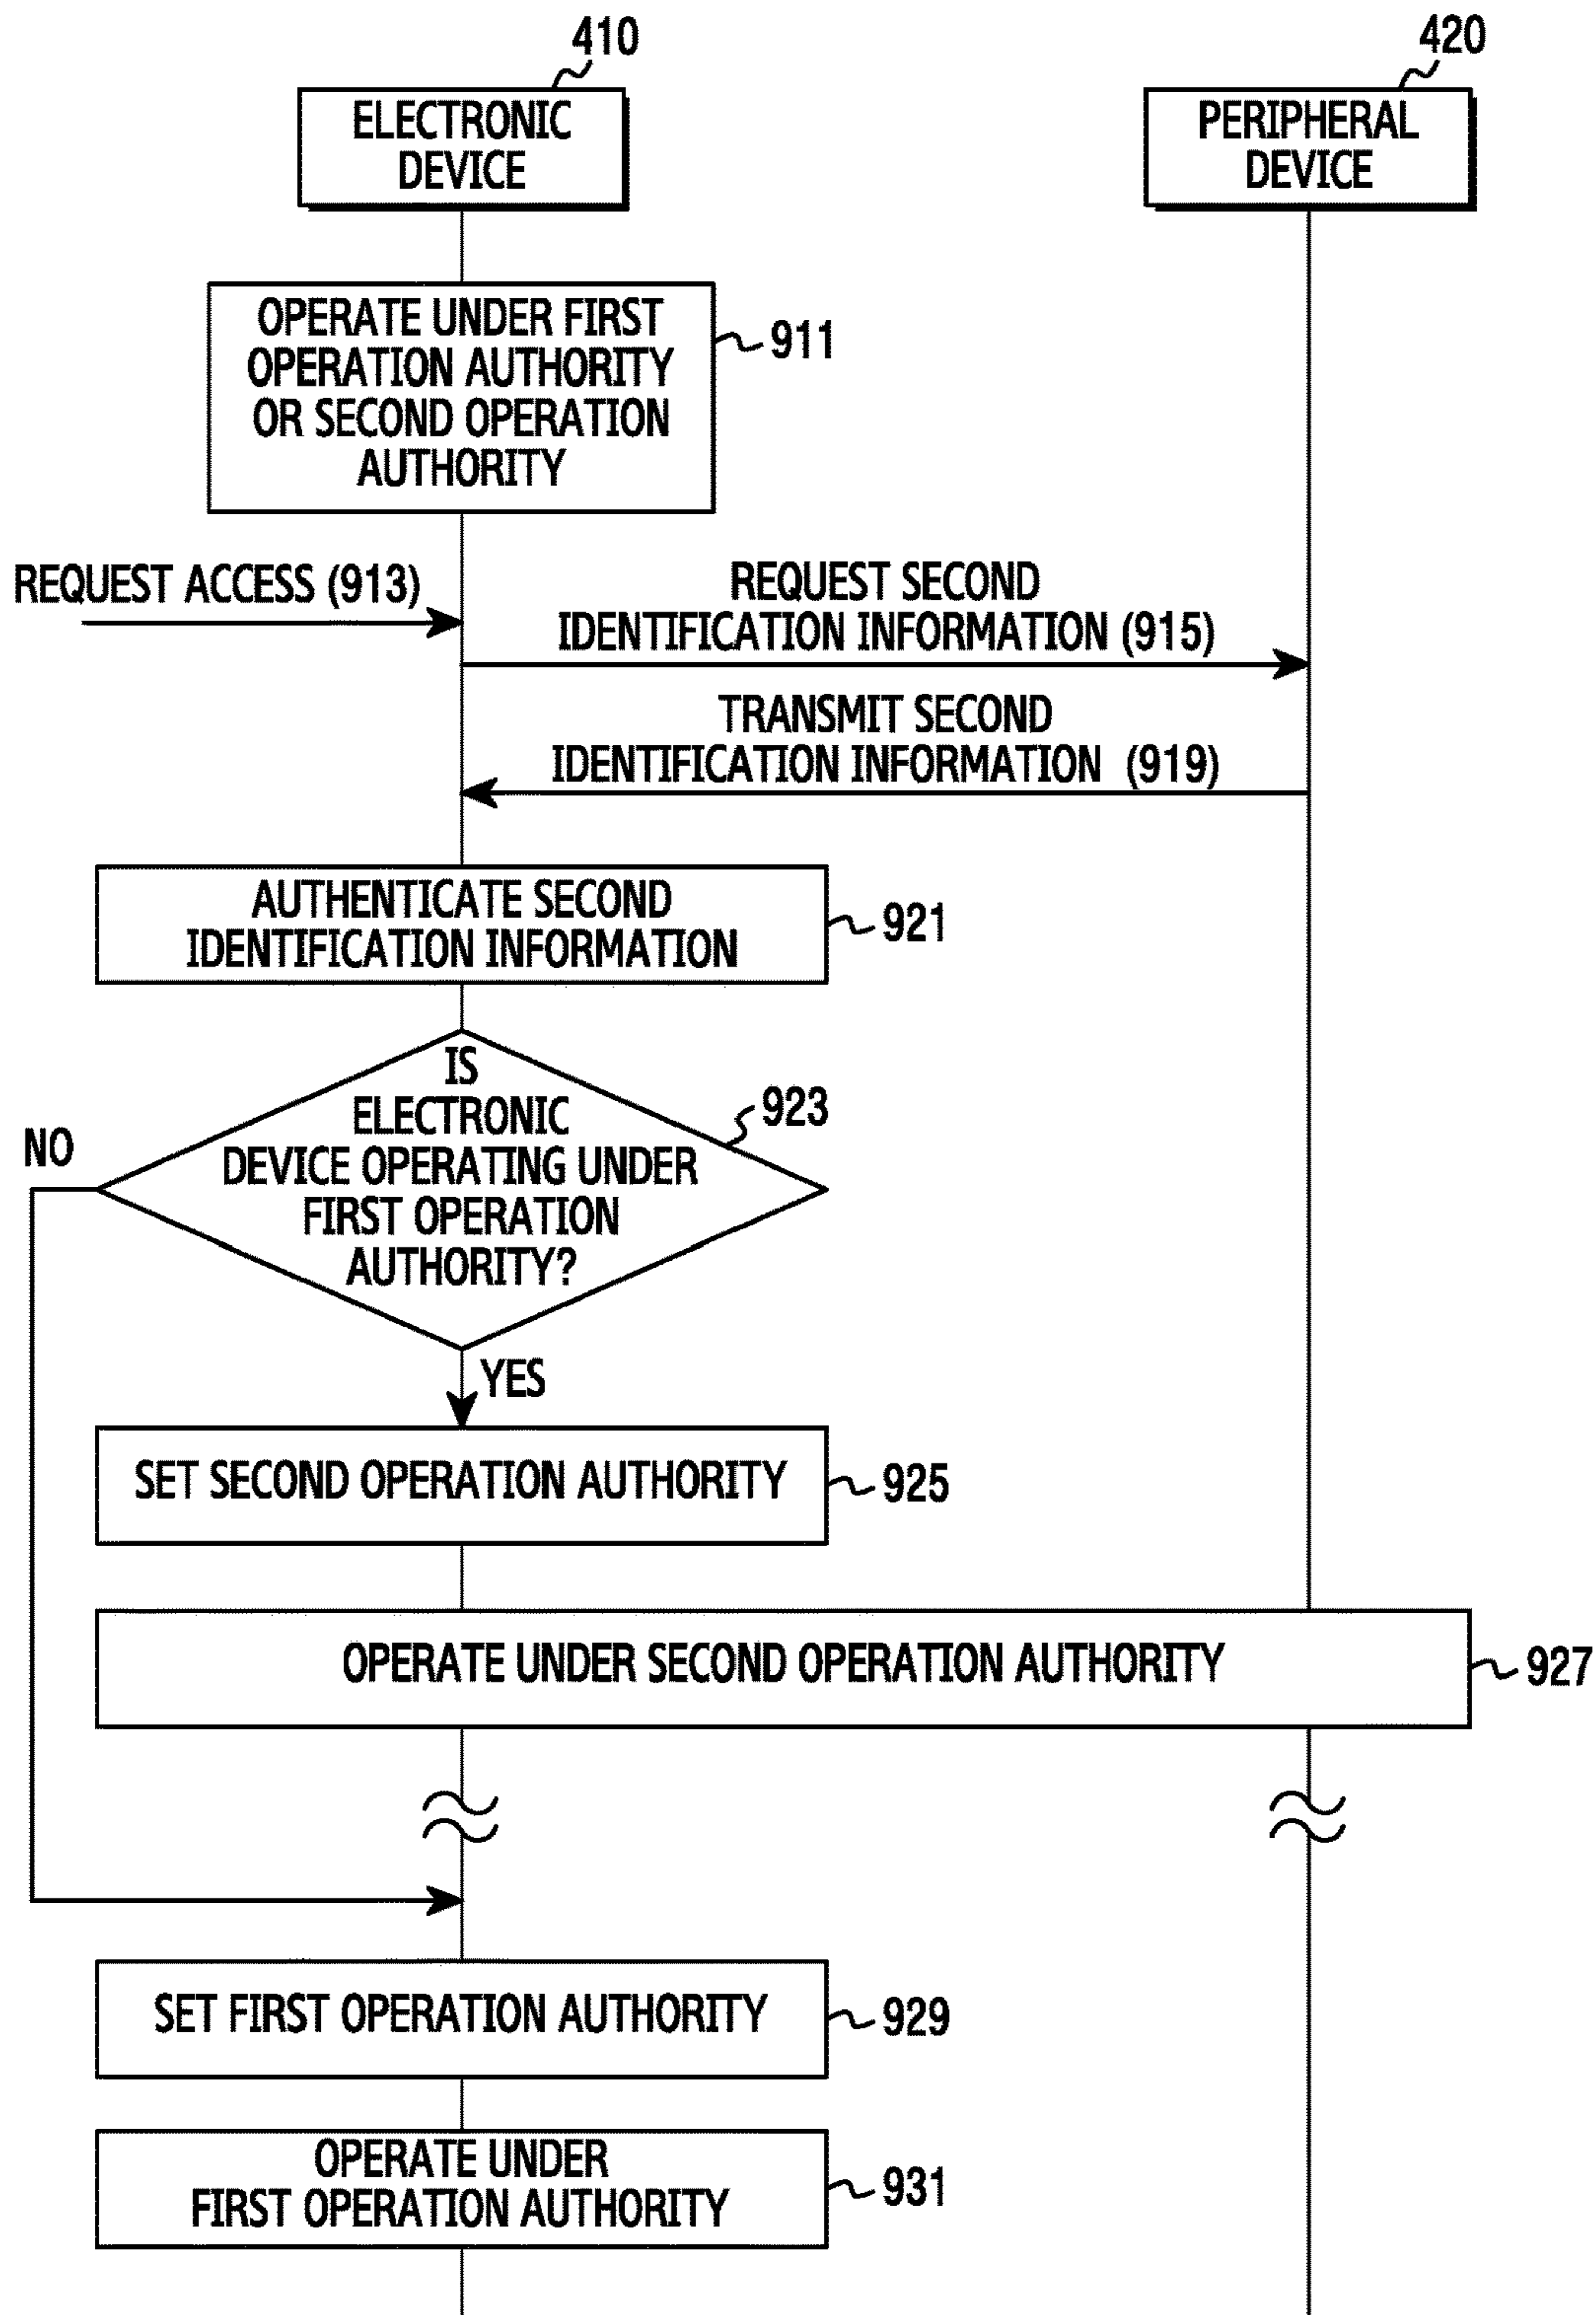 410
420
ELECTRONIC
DEVICE
PERIPHERAL
DEVICE
OPERATE UNDER FIRST
OPERATION AUTHORITY
OR SECOND OPERATION
AUTHORITY
911
REQUEST ACCESS (913)
REQUEST SECOND
IDENTIFICATION INFORMATION (915)
TRANSMIT SECOND
IDENTIFICATION INFORMATION (919)
AUTHENTICATE SECOND
IDENTIFICATION INFORMATION
921
IS
ELECTRONIC
DEVICE OPERATING UNDER
FIRST OPERATION
AUTHORITY?
923
NO
YES
SET SECOND OPERATION AUTHORITY
925
OPERATE UNDER SECOND OPERATION AUTHORITY
927
SET FIRST OPERATION AUTHORITY
929
OPERATE UNDER
FIRST OPERATION AUTHORITY
931